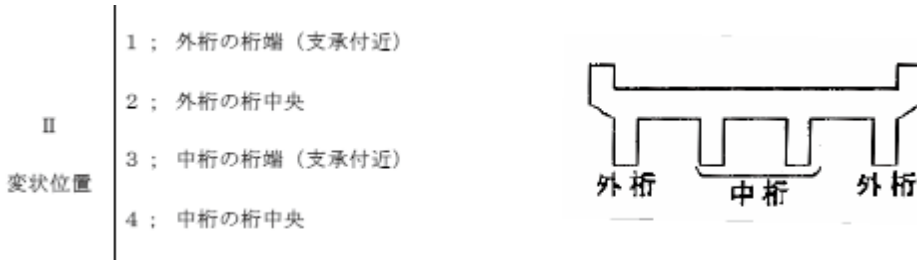 1 ； 外桁の桁端（支承付近）
2 ； 外桁の桁中央
Ⅱ
変状位置
3 ； 中桁の桁端（支承付近）
4 ； 中桁の桁中央
外桁
中桁
外桁